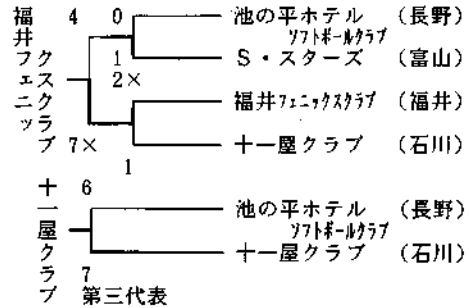 福井フェニックスクラブ
4 0 池の平ホテル (長野)
ソフトボールクラブ
1 S・スターズ (富山)
2×
福井フェニックスクラブ (福井)
7× 十一屋クラブ (石川)
1
十一屋クラブ
6
池の平ホテル (長野)
ソフトボールクラブ
十一屋クラブ (石川)
7
第三代表